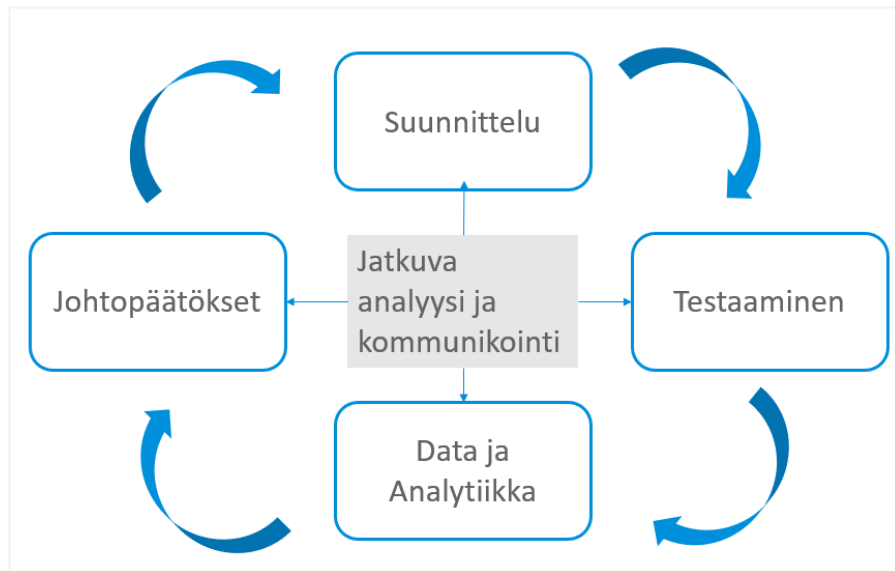 Suunnittelu
Johtopäätökset
Jatkuva
analyysi ja
kommunikointi
Testaaminen
Data ja
Analytiikka